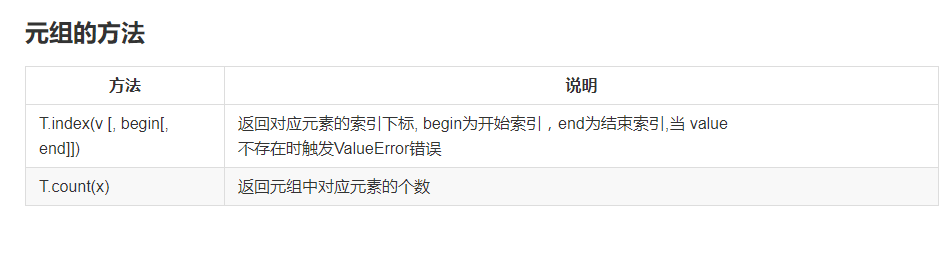 元组的方法
方法
说明
T.index(v [, begin[,
end]])
返回对应元素的索引下标, begin为开始索引，end为结束索引,当 value
不存在时触发ValueError错误
T.count(x)
返回元组中对应元素的个数